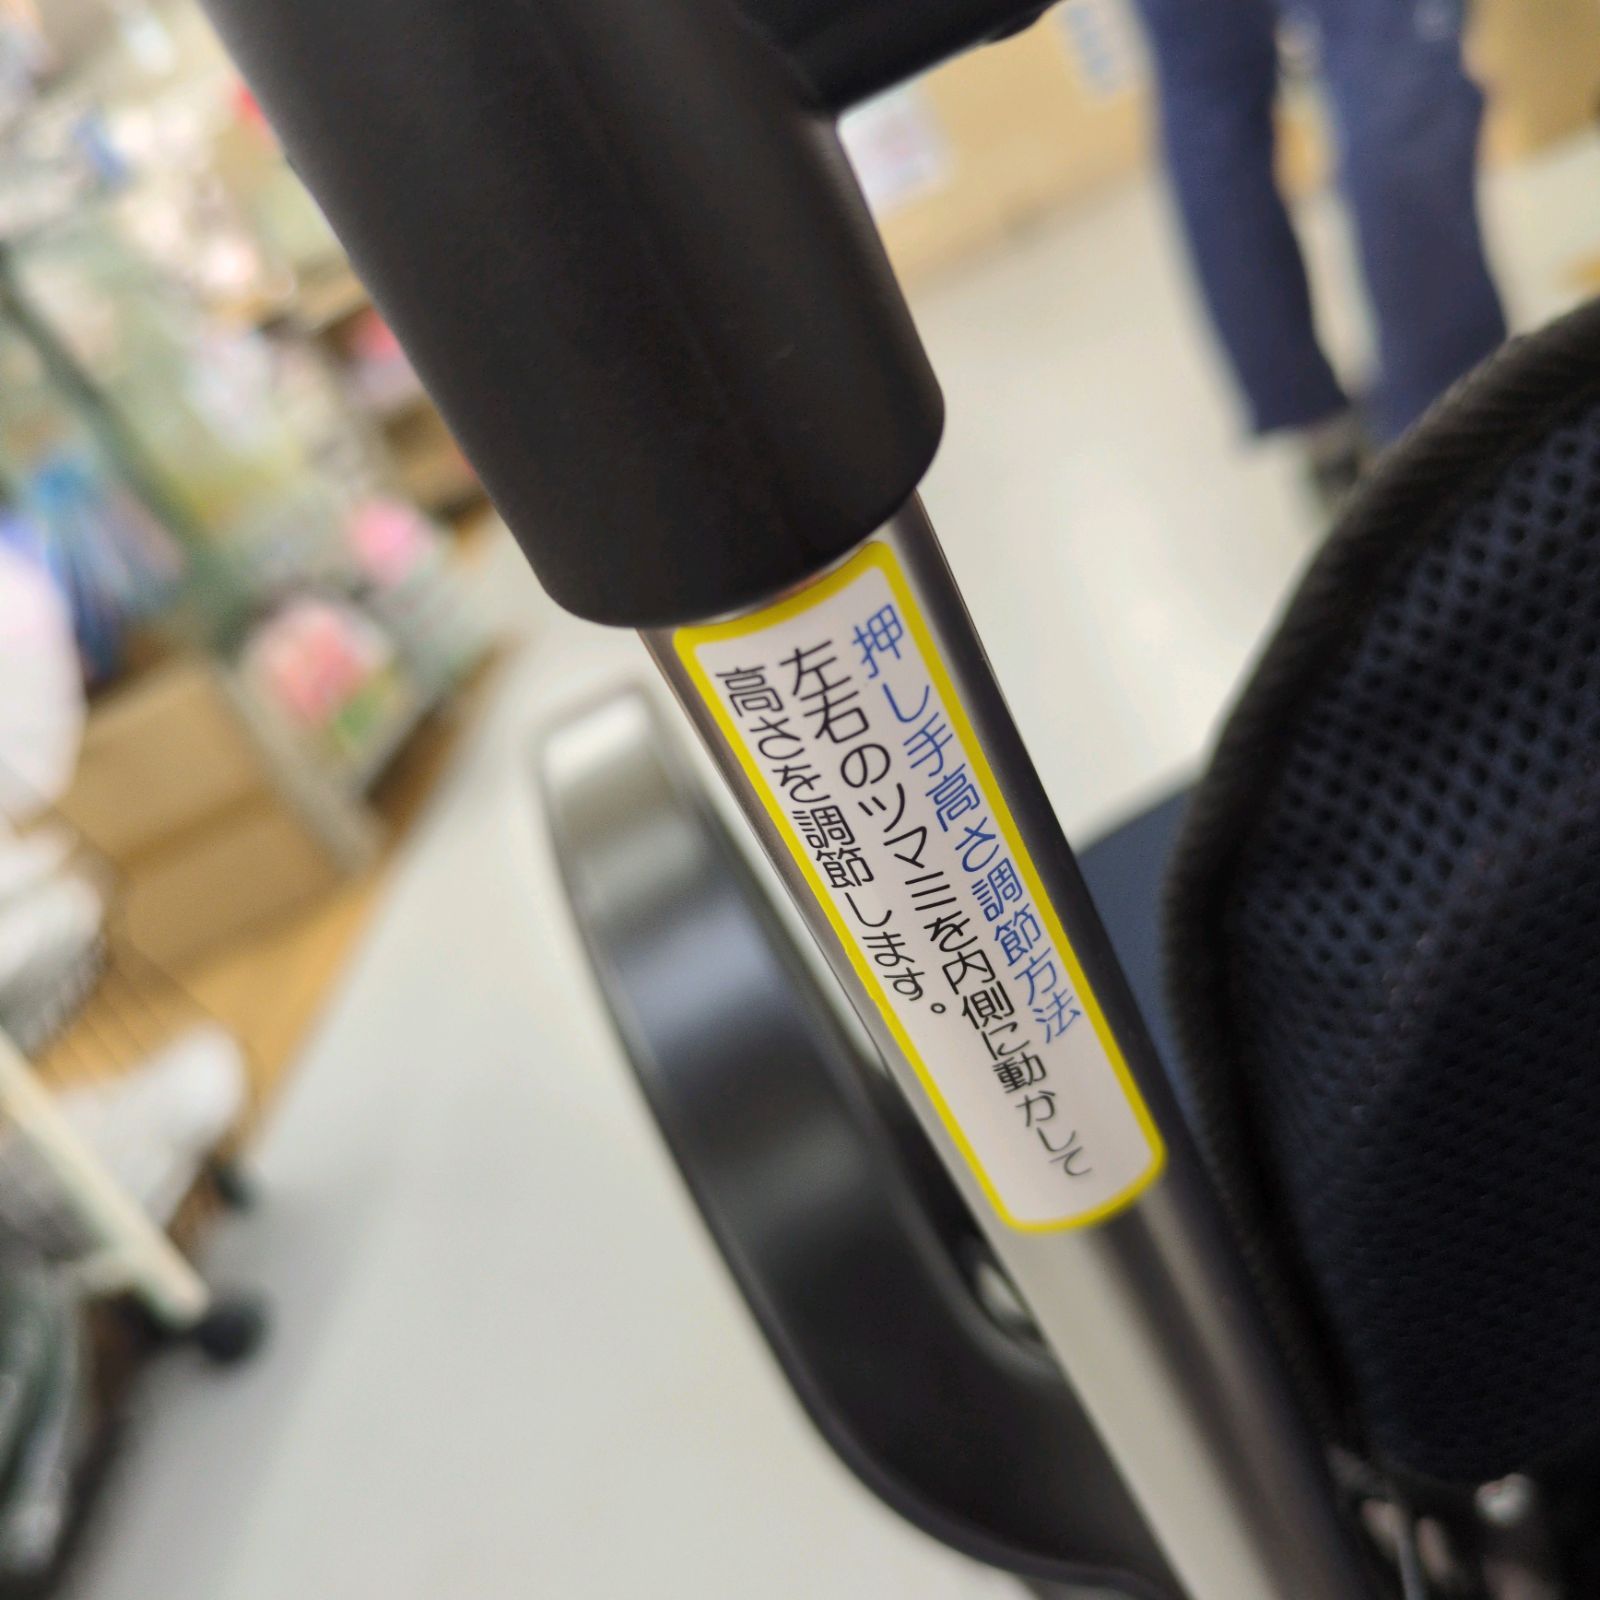 押し手高さ調節方法
左右のツマミを内側に動かして
高さを調節します。